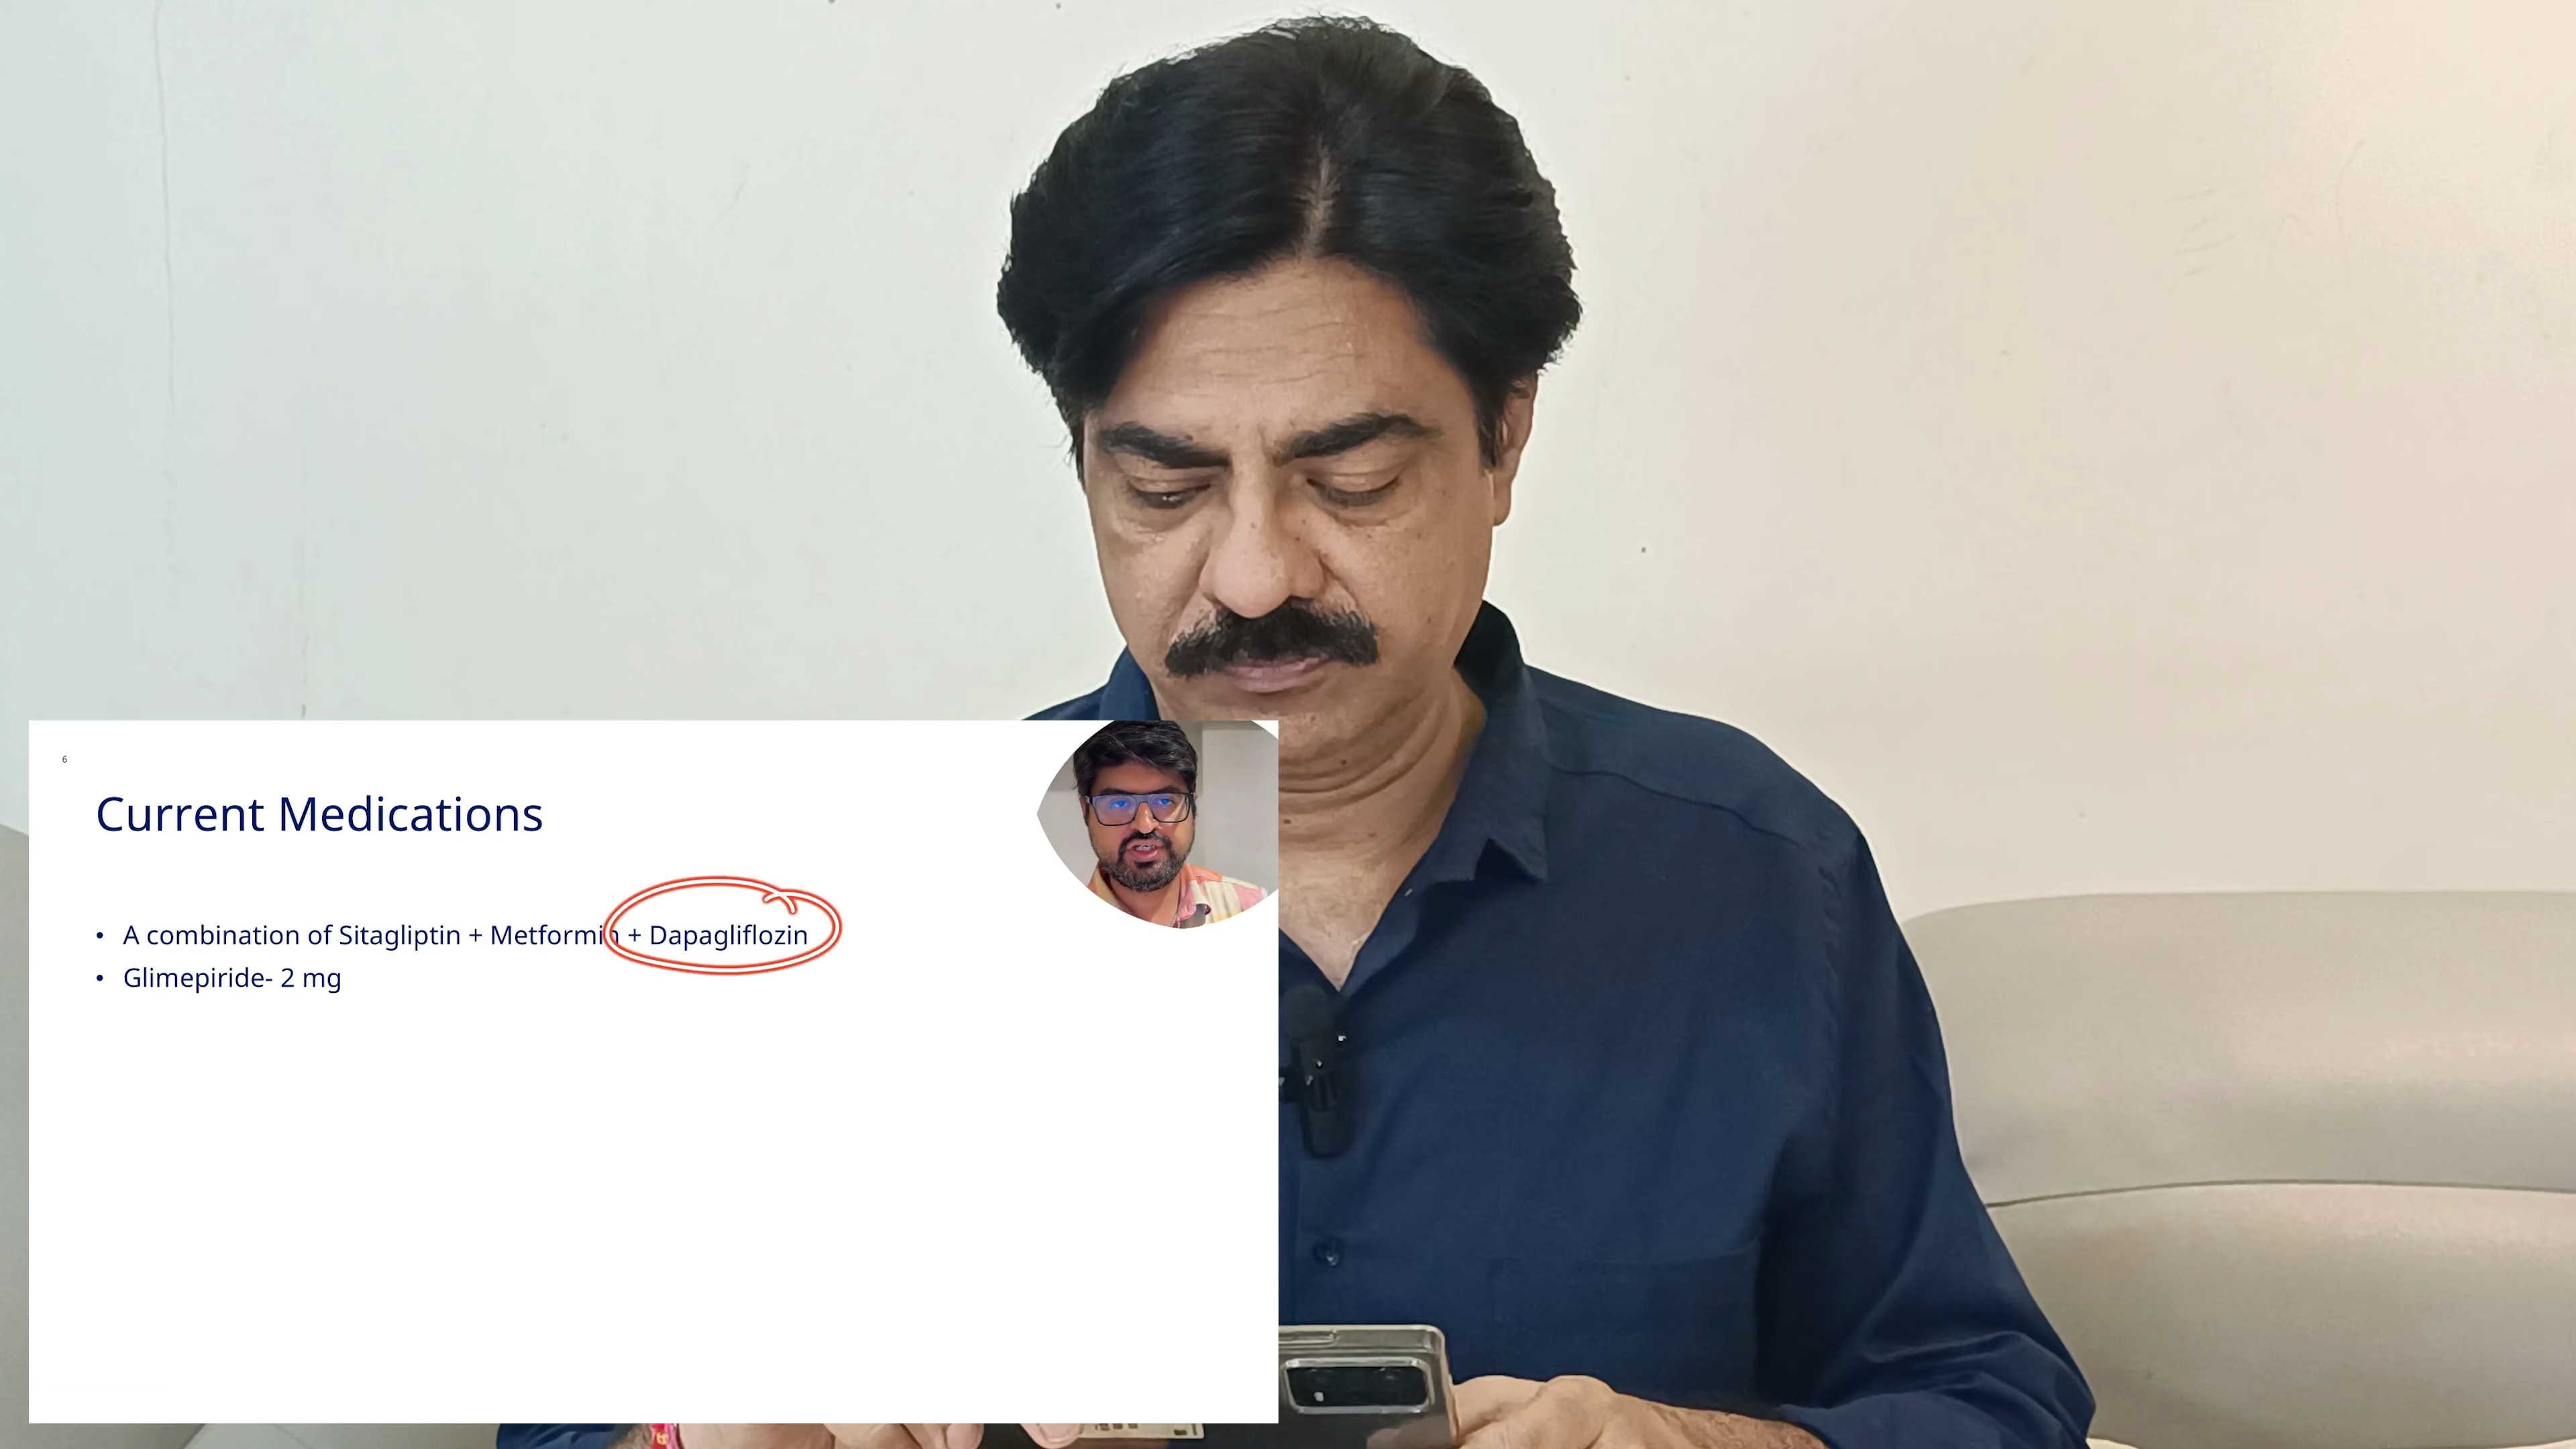 6
Current Medications
• A combination of Sitagliptin + Metformin + Dapagliflozin
• Glimepiride- 2 mg